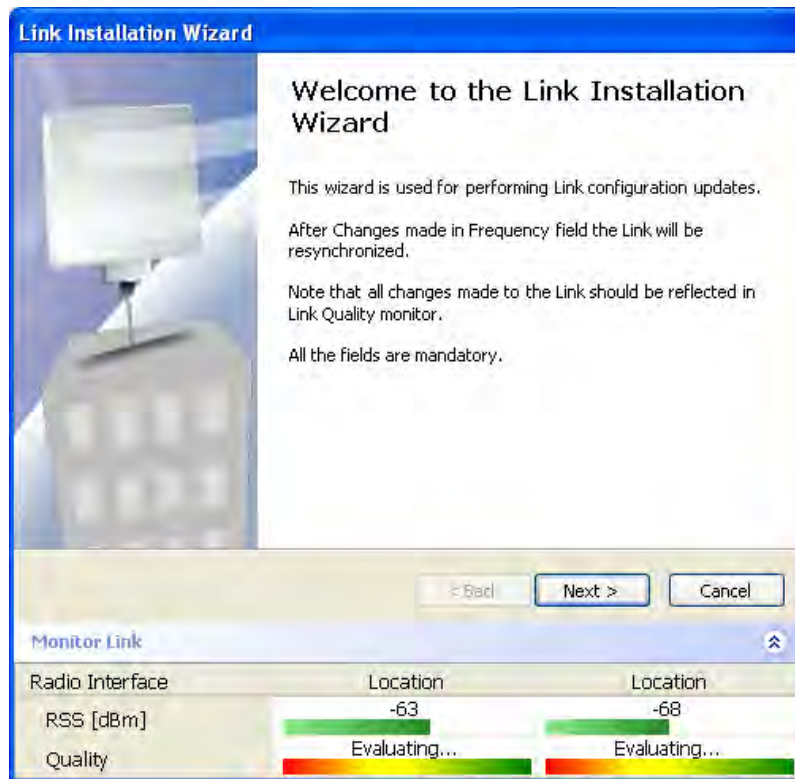 Link Installation Wizard
Welcome to the Link Installation
Wizard
This wizard is used for performing Link configuration updates.
After Changes made in Frequency field the Link will be
resynchronized.
Note that all changes made to the Link should be reflected in
Link Quality monitor.
All the fields are mandatory.
< Back Next > Cancel
Monitor Link
Radio Interface Location Location
RSS [dBm] -63 -68
Quality Evaluating... Evaluating...